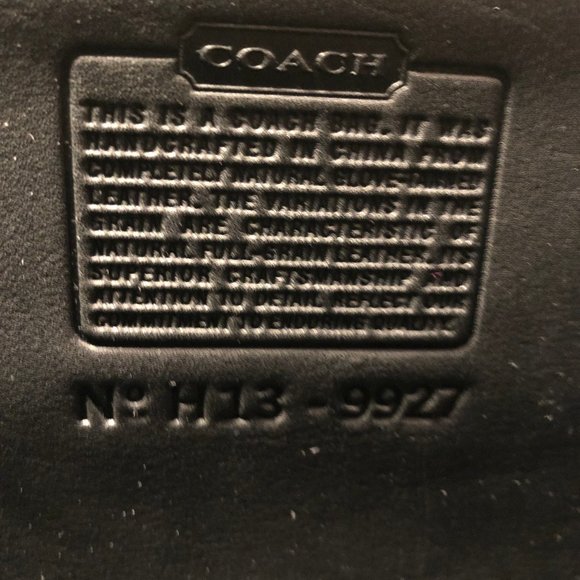 COACH
THIS IS A COACH BAG. IT WAS
HANDCRAFTED IN CHINA FROM
COMPLETELY NATURAL GLOVE-TANNED
LEATHER. THE VARIATIONS IN THE
GRAIN ARE CHARACTERISTIC OF
NATURAL FULL-GRAIN LEATHER. ITS
SUPERIOR CRAFTSMANSHIP AND
ATTENTION TO DETAIL REFLECT OUR
COMMITMENT TO ENDURING QUALITY.
Nº H13-9927